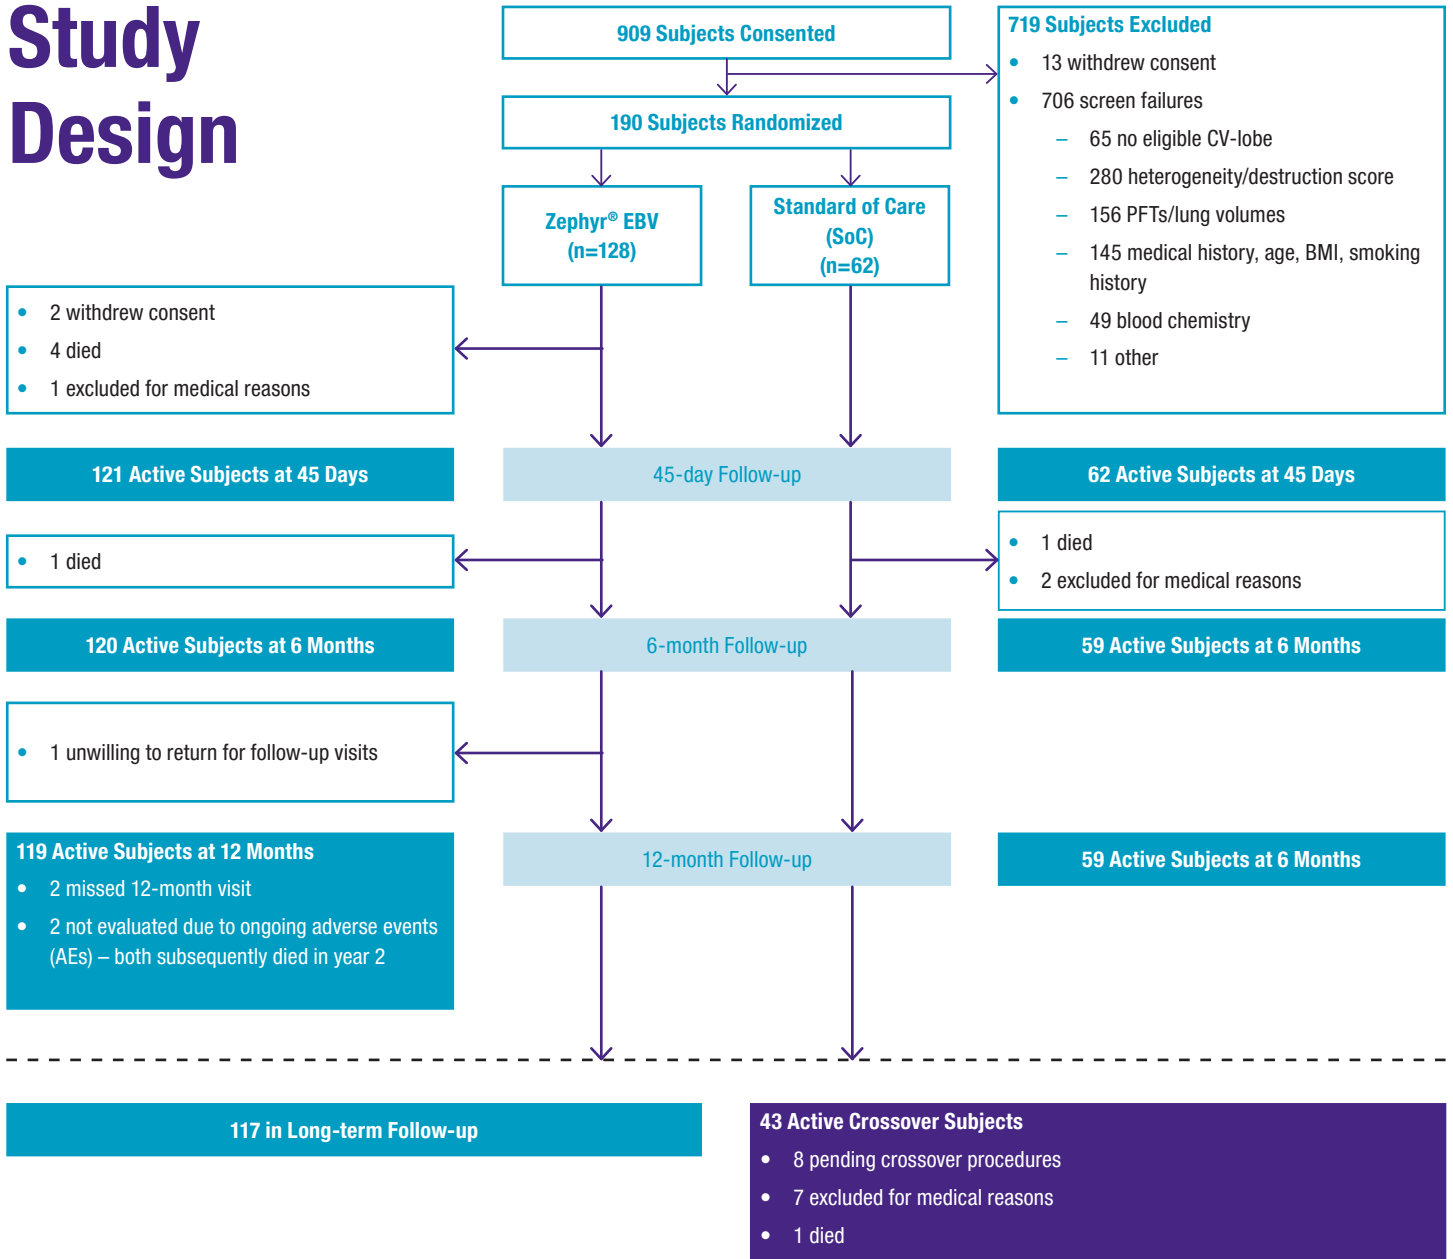 Study
Design
909 Subjects Consented
719 Subjects Excluded
• 13 withdrew consent
• 706 screen failures
– 65 no eligible CV-lobe
– 280 heterogeneity/destruction score
– 156 PFTs/lung volumes
– 145 medical history, age, BMI, smoking
history
– 49 blood chemistry
– 11 other
190 Subjects Randomized
Zephyr® EBV
(n=128)
Standard of Care
(SoC)
(n=62)
• 2 withdrew consent
• 4 died
• 1 excluded for medical reasons
121 Active Subjects at 45 Days
45-day Follow-up
62 Active Subjects at 45 Days
• 1 died
• 1 died
• 2 excluded for medical reasons
120 Active Subjects at 6 Months
6-month Follow-up
59 Active Subjects at 6 Months
• 1 unwilling to return for follow-up visits
119 Active Subjects at 12 Months
• 2 missed 12-month visit
• 2 not evaluated due to ongoing adverse events
(AEs) – both subsequently died in year 2
12-month Follow-up
59 Active Subjects at 6 Months
117 in Long-term Follow-up
43 Active Crossover Subjects
• 8 pending crossover procedures
• 7 excluded for medical reasons
• 1 died